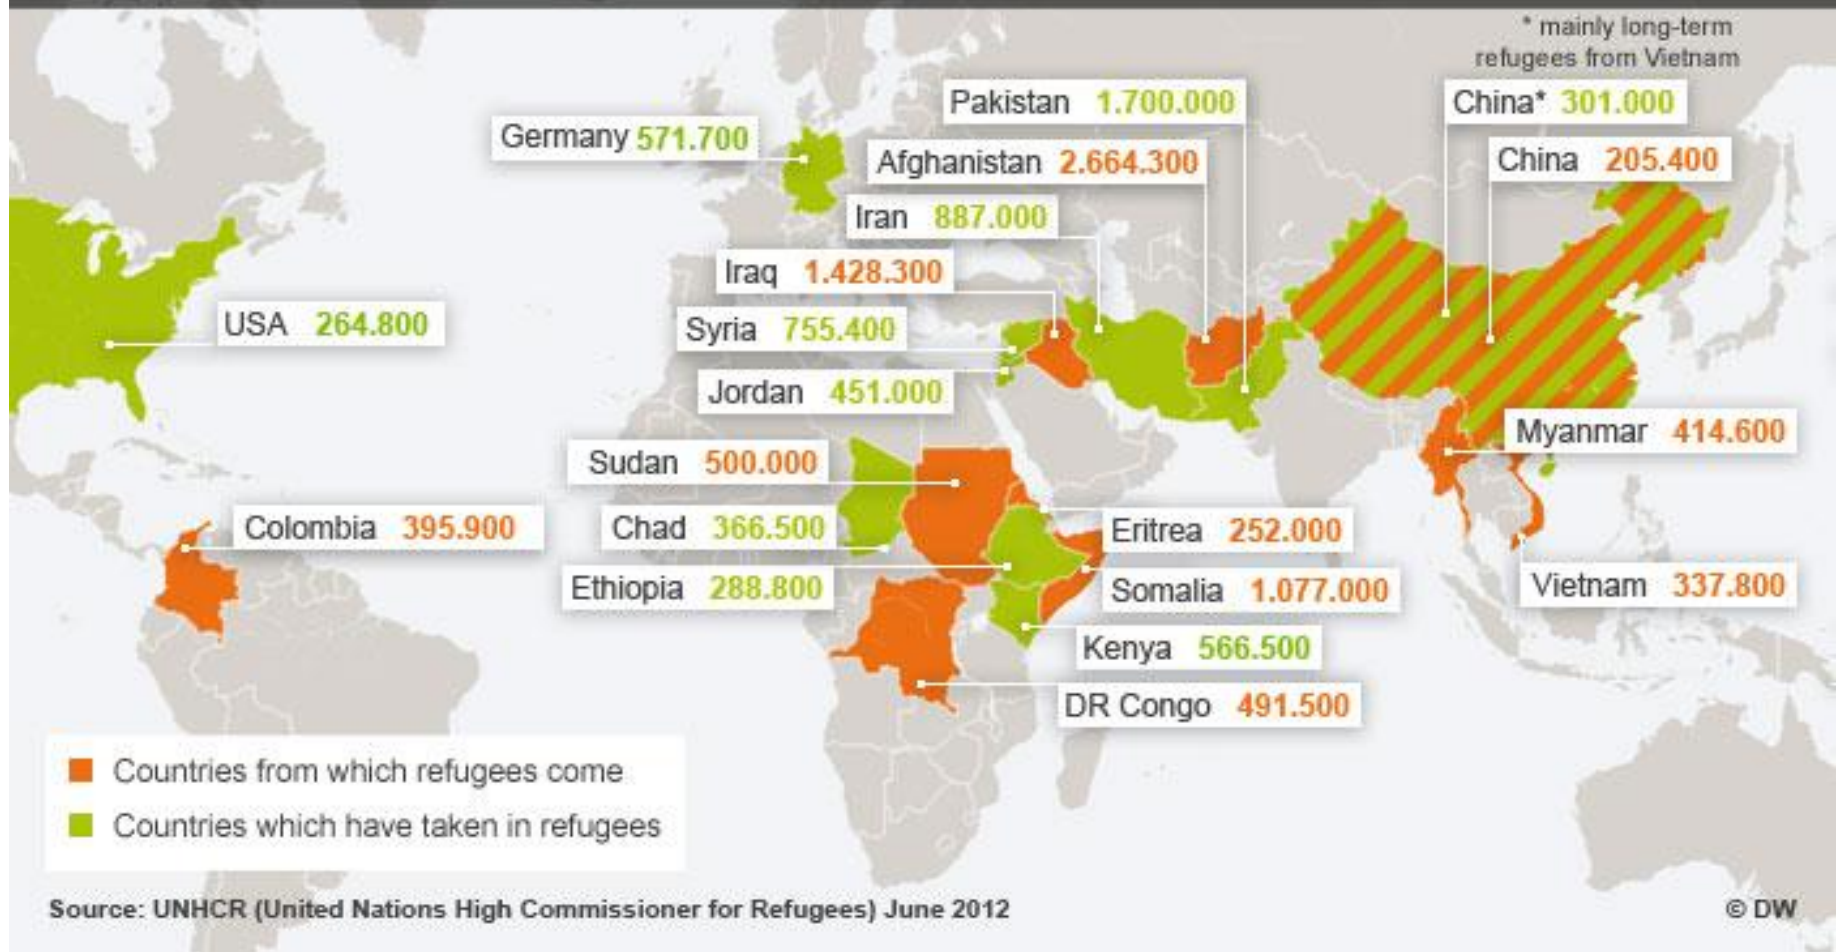 * mainly long-term
refugees from Vietnam
Pakistan 1.700.000
China* 301.000
Germany 571.700
Afghanistan 2.664.300
China 205.400
Iran 887.000
Iraq 1.428.300
USA 264.800
Syria 755.400
Jordan 451.000
Myanmar 414.600
Sudan 500.000
Colombia 395.900
Chad 366.500
Eritrea 252.000
Ethiopia 288.800
Somalia 1.077.000
Vietnam 337.800
Kenya 566.500
DR Congo 491.500
Countries from which refugees come
Countries which have taken in refugees
Source: UNHCR (United Nations High Commissioner for Refugees) June 2012
© DW